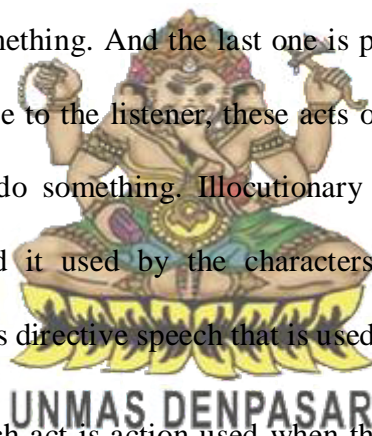 mething. And the last one is p
e to the listener, these acts o
do something. Illocutionary
d it used by the characters
s directive speech that is used
UNMAS DENPASAR
ch act is action used when th